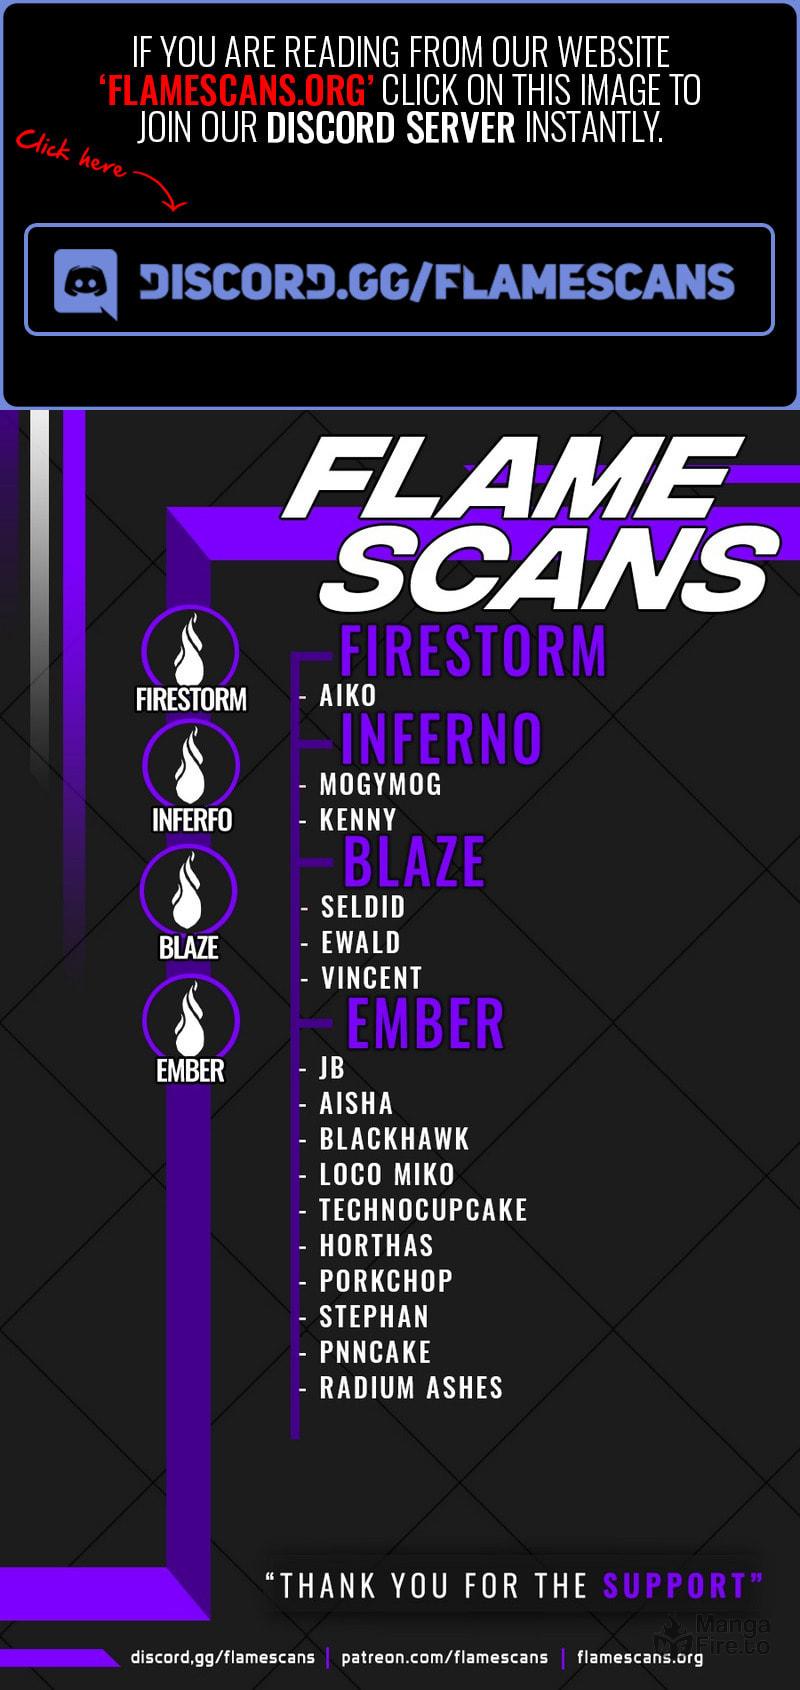 IF YOU ARE READING FROM OUR WEBSITE
‘FLAMESCANS.ORG’ CLICK ON THIS IMAGE TO
JOIN OUR DISCORD SERVER INSTANTLY.
Click here
DISCORD.GG/FLAMESCANS
FLAME
SCANS
FIRESTORM
FIRESTORM
- AIKO
INFERNO
INFERFO
- MOGYMOG
- KENNY
BLAZE
BLAZE
- SELDID
- EWALD
- VINCENT
EMBER
EMBER
- JB
- AISHA
- BLACKHAWK
- LOCO MIKO
- TECHNOCUPCAKE
- HORTHAS
- PORKCHOP
- STEPHAN
- PNNCAKE
- RADIUM ASHES
“THANK YOU FOR THE SUPPORT”
Manga
Fire.to
discord,gg/flamescans | patreon.com/flamescans | flamescans.org